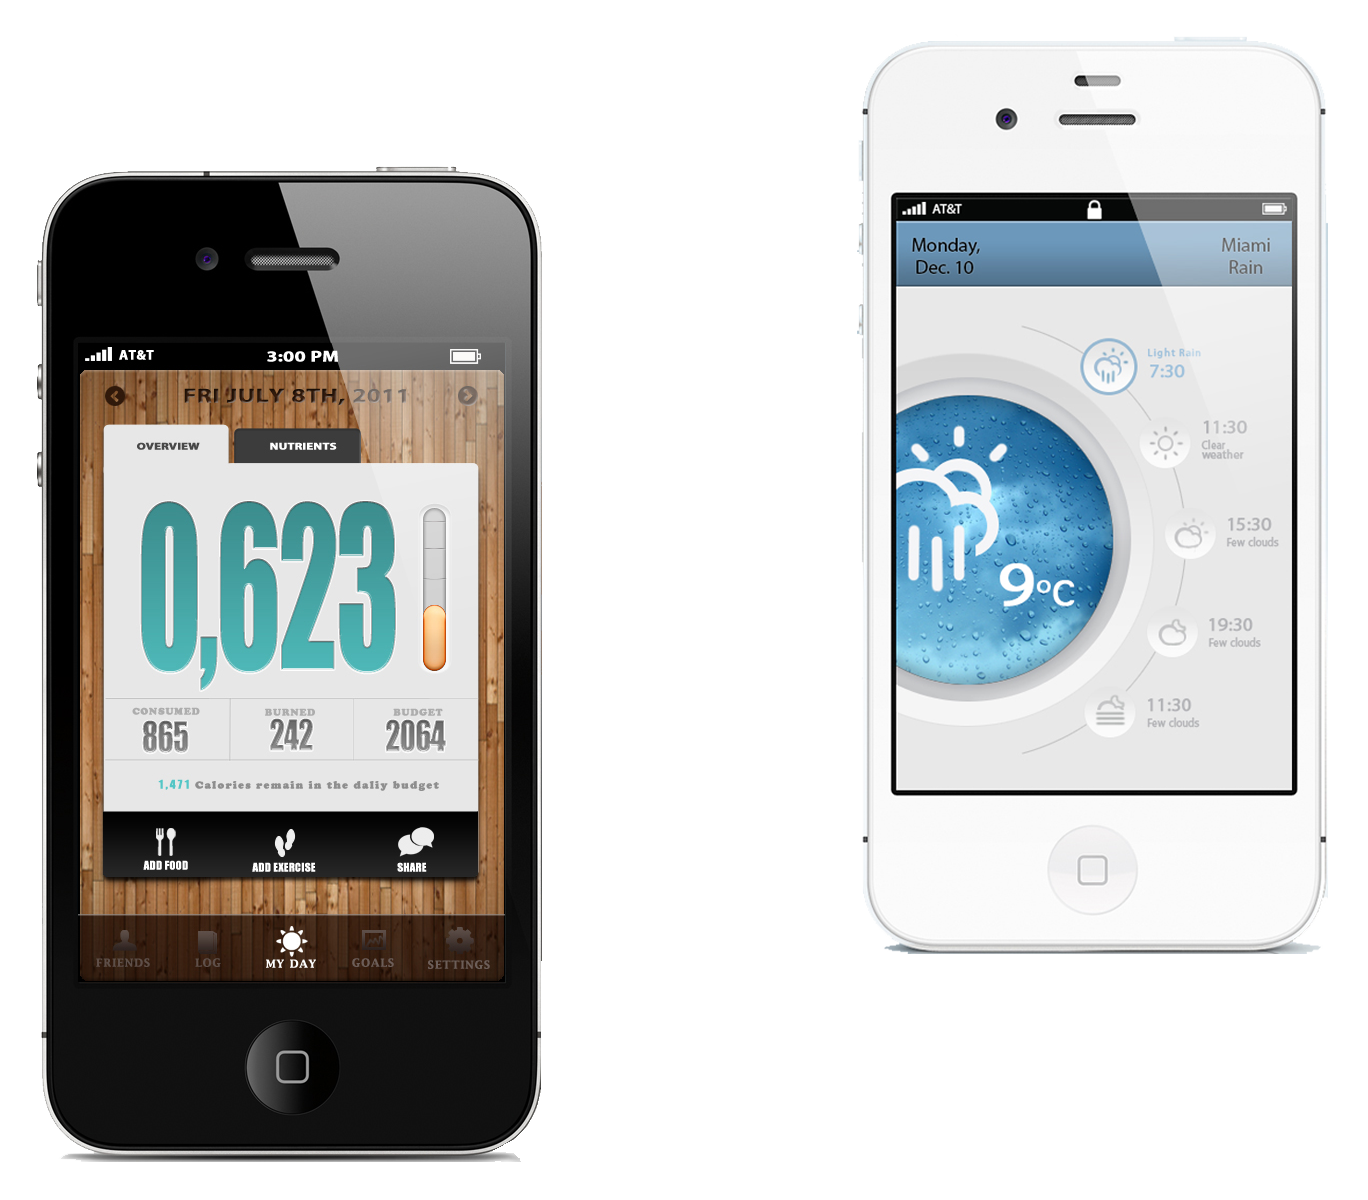 AT&T 3:00 PM
FRI JULY 8TH, 2011
OVERVIEW NUTRIENTS
0,623
CONSUMED BURNED BUDGET
865 242 2064
1,471 Calories remain in the daliy budget
ADD FOOD ADD EXERCISE SHARE
FRIENDS LOG MY DAY GOALS SETTINGS
AT&T
Monday, Miami
Dec. 10 Rain
Light Rain
7:30
11:30
Clear
weather
15:30
Few clouds
9°C
19:30
Few clouds
11:30
Few clouds